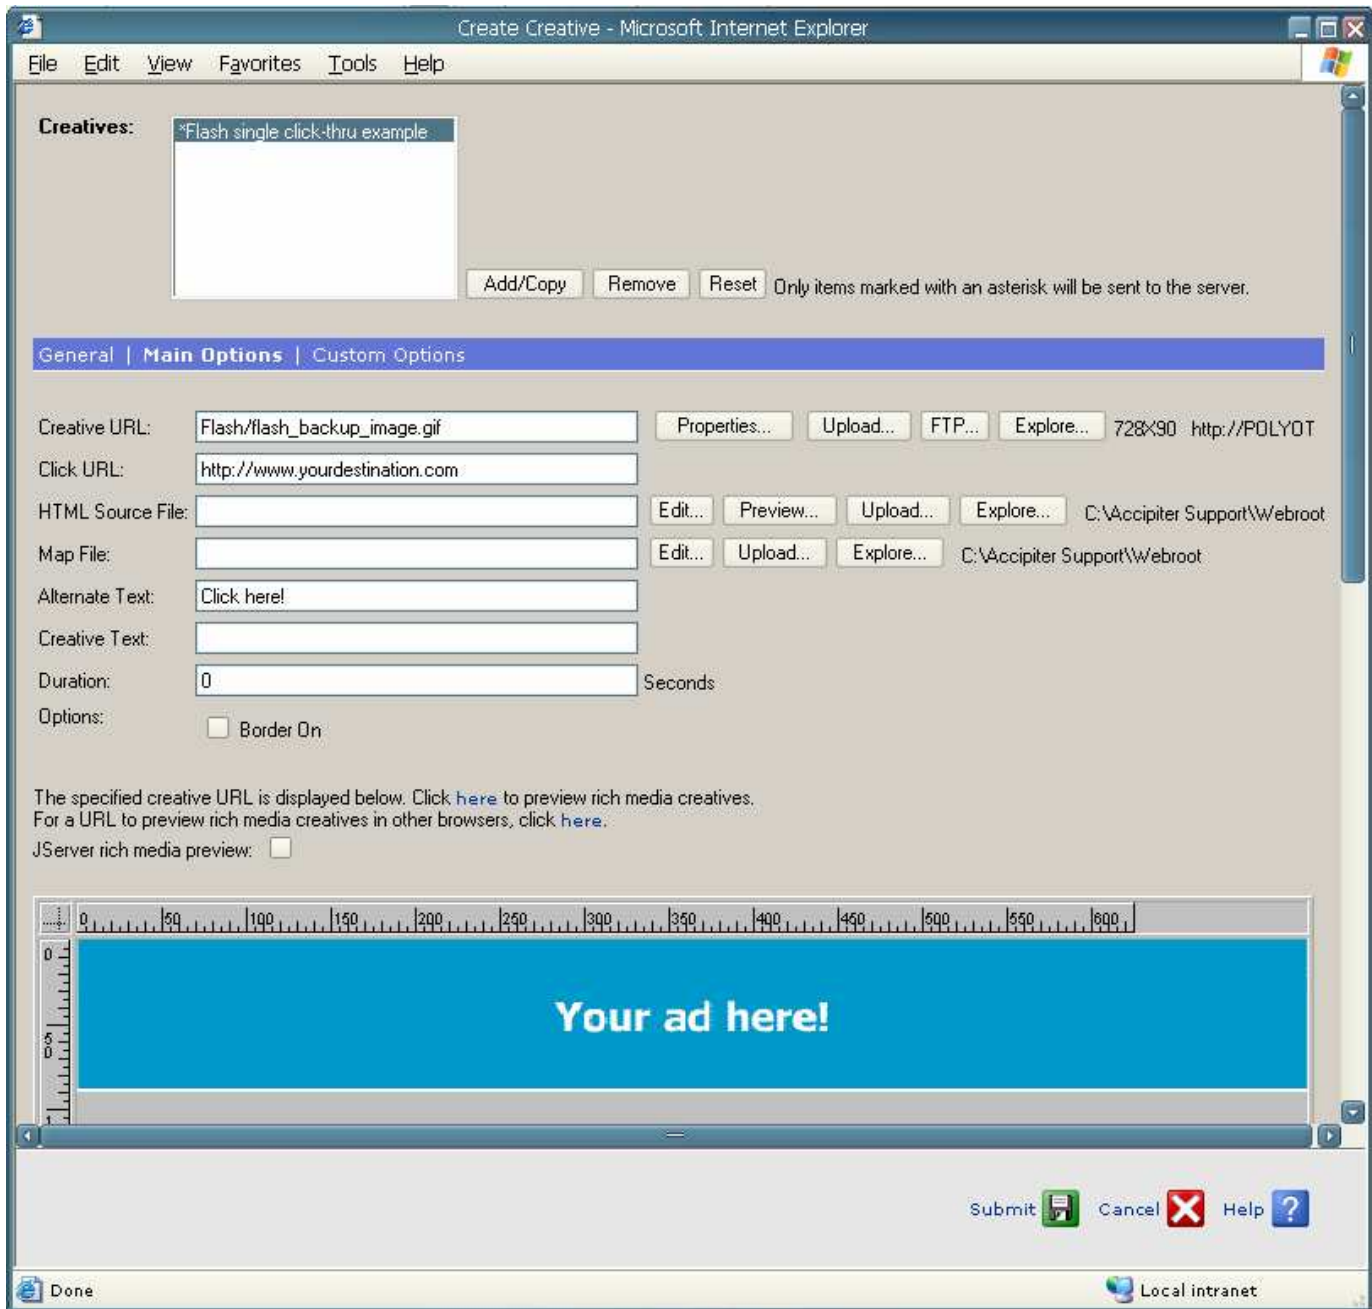 Create Creative - Microsoft Internet Explorer
File Edit View Favorites Tools Help
Creatives: *Flash single click-thru example
Add/Copy Remove Reset Only items marked with an asterisk will be sent to the server.
General | Main Options | Custom Options
Creative URL: Flash/flash_backup_image.gif Properties... Upload... FTP... Explore... 728X90 http://POLYOT
Click URL: http://www.yourdestination.com
HTML Source File: Edit... Preview... Upload... Explore... C:\Accipiter Support\Webroot
Map File: Edit... Upload... Explore... C:\Accipiter Support\Webroot
Alternate Text: Click here!
Creative Text:
Duration: 0 Seconds
Options: Border On
The specified creative URL is displayed below. Click here to preview rich media creatives.
For a URL to preview rich media creatives in other browsers, click here.
JServer rich media preview:
0 50 100 150 200 250 300 350 400 450 500 550 600
0
50
1
Your ad here!
Submit Cancel Help ?
Done Local intranet